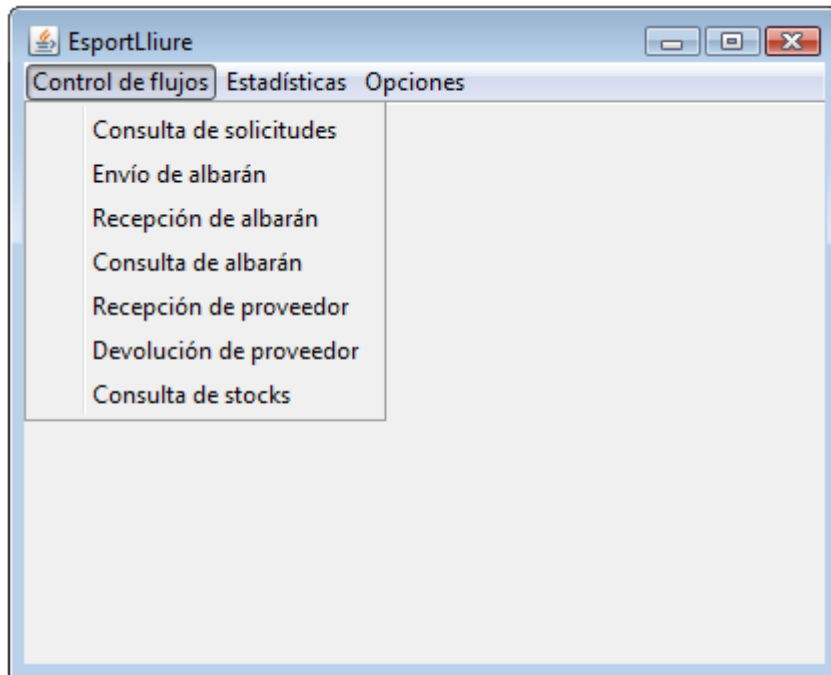 EsportLliure
Control de flujos Estadísticas Opciones
Consulta de solicitudes
Envío de albarán
Recepción de albarán
Consulta de albarán
Recepción de proveedor
Devolución de proveedor
Consulta de stocks